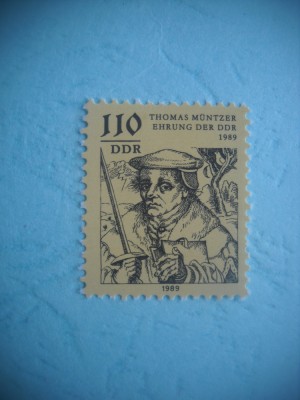 110
THOMAS MÜNTZER
EHRUNG DER DDR
1989
DDR
1989